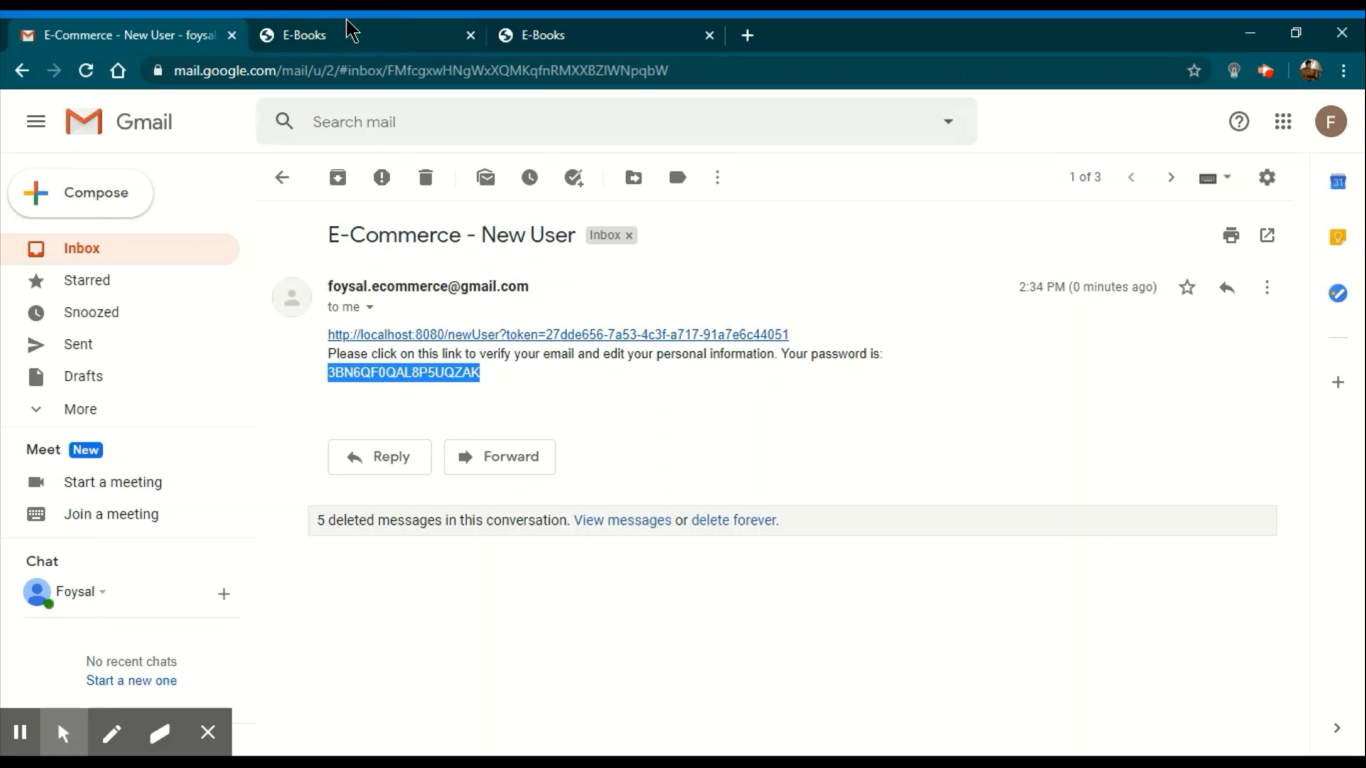 E-Commerce - New User - foysa
E-Books
E-Books
mail.google.com/mail/u/2/#inbox/FMfcgxwHNgWxXQMKqfnRMXXBZlWNpqbW
Gmail
Search mail
F
Compose
1 of 3
31
Inbox
E-Commerce - New User Inbox x
Starred
foysal.ecommerce@gmail.com 2:34 PM (0 minutes ago)
to me
Snoozed
http://localhost:8080/newUser?token=27dde656-7a53-4c3f-a717-91a7e6c44051
Sent
Please click on this link to verify your email and edit your personal information. Your password is:
3BN6QF0QAL8P5UQZAK
Drafts
More
Meet New
Reply Forward
Start a meeting
Join a meeting
5 deleted messages in this conversation. View messages or delete forever.
Chat
Foysal
No recent chats
Start a new one